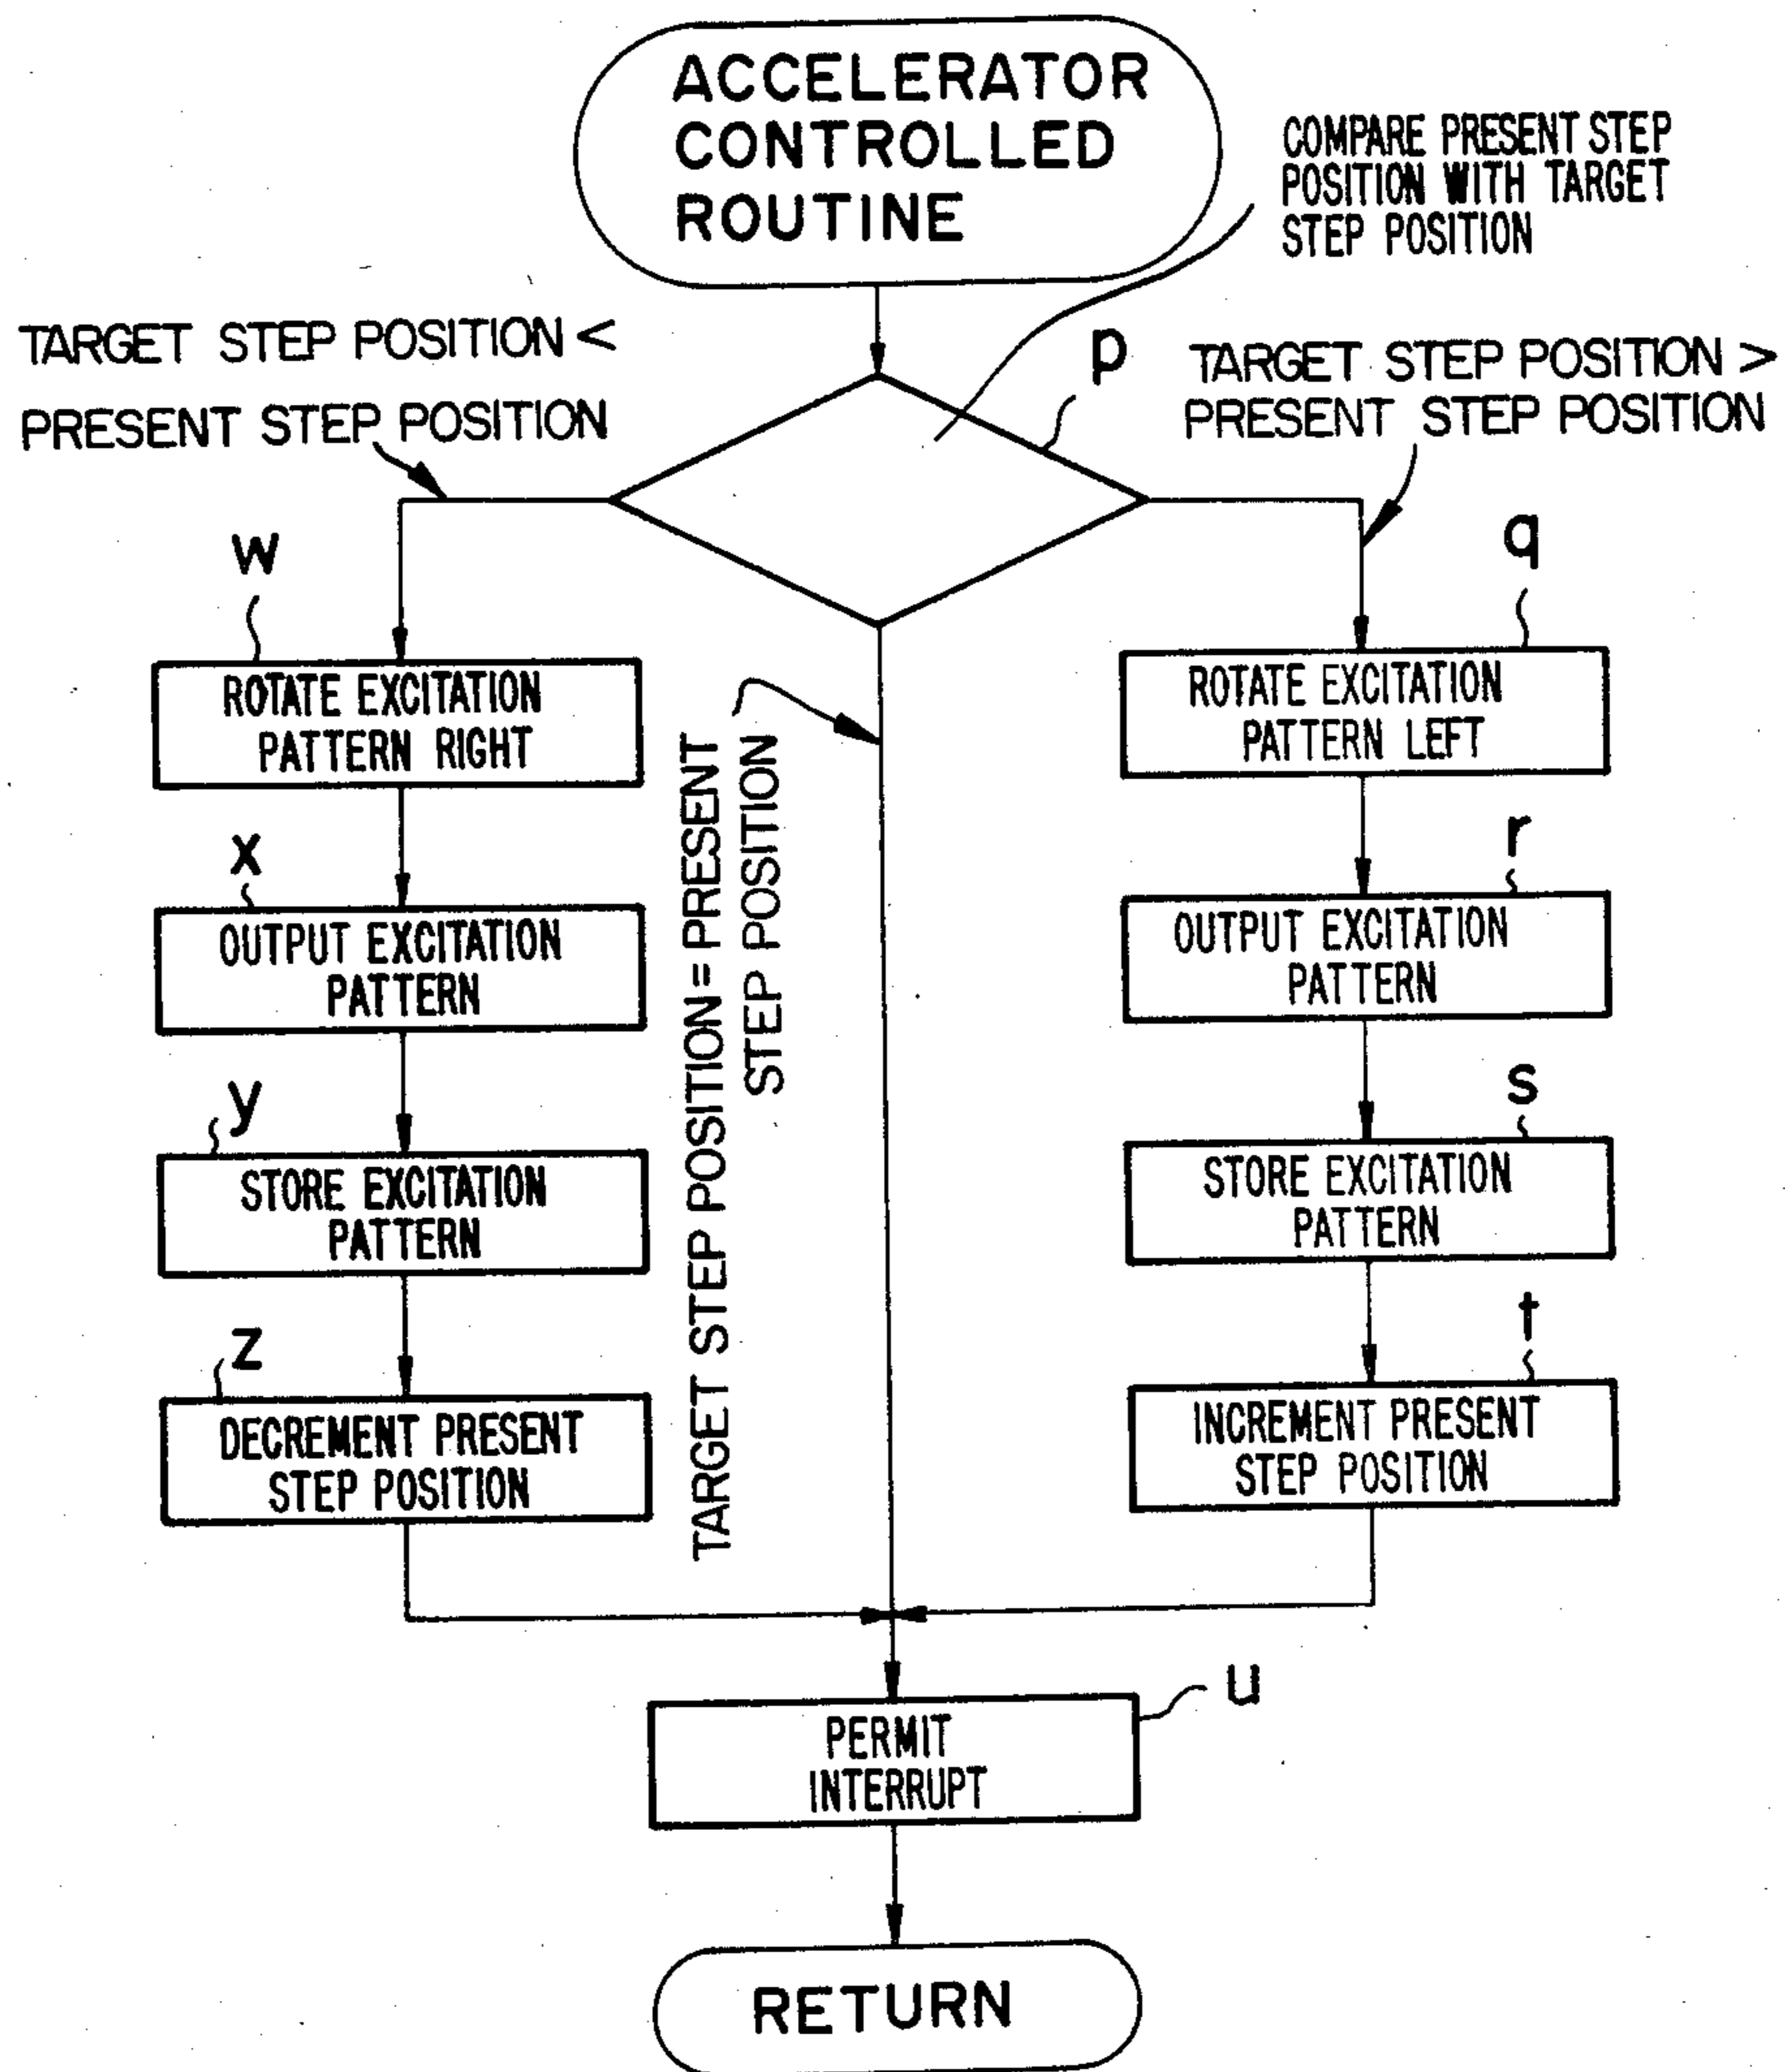 ACCELERATOR
CONTROLLED
ROUTINE
COMPARE PRESENT STEP
POSITION WITH TARGET
STEP POSITION
TARGET STEP POSITION <
PRESENT STEP POSITION
p
TARGET STEP POSITION >
PRESENT STEP POSITION
w
ROTATE EXCITATION
PATTERN RIGHT
x
OUTPUT EXCITATION
PATTERN
y
STORE EXCITATION
PATTERN
z
DECREMENT PRESENT
STEP POSITION
TARGET STEP POSITION = PRESENT
STEP POSITION
q
ROTATE EXCITATION
PATTERN LEFT
r
OUTPUT EXCITATION
PATTERN
s
STORE EXCITATION
PATTERN
t
INCREMENT PRESENT
STEP POSITION
u
PERMIT
INTERRUPT
RETURN